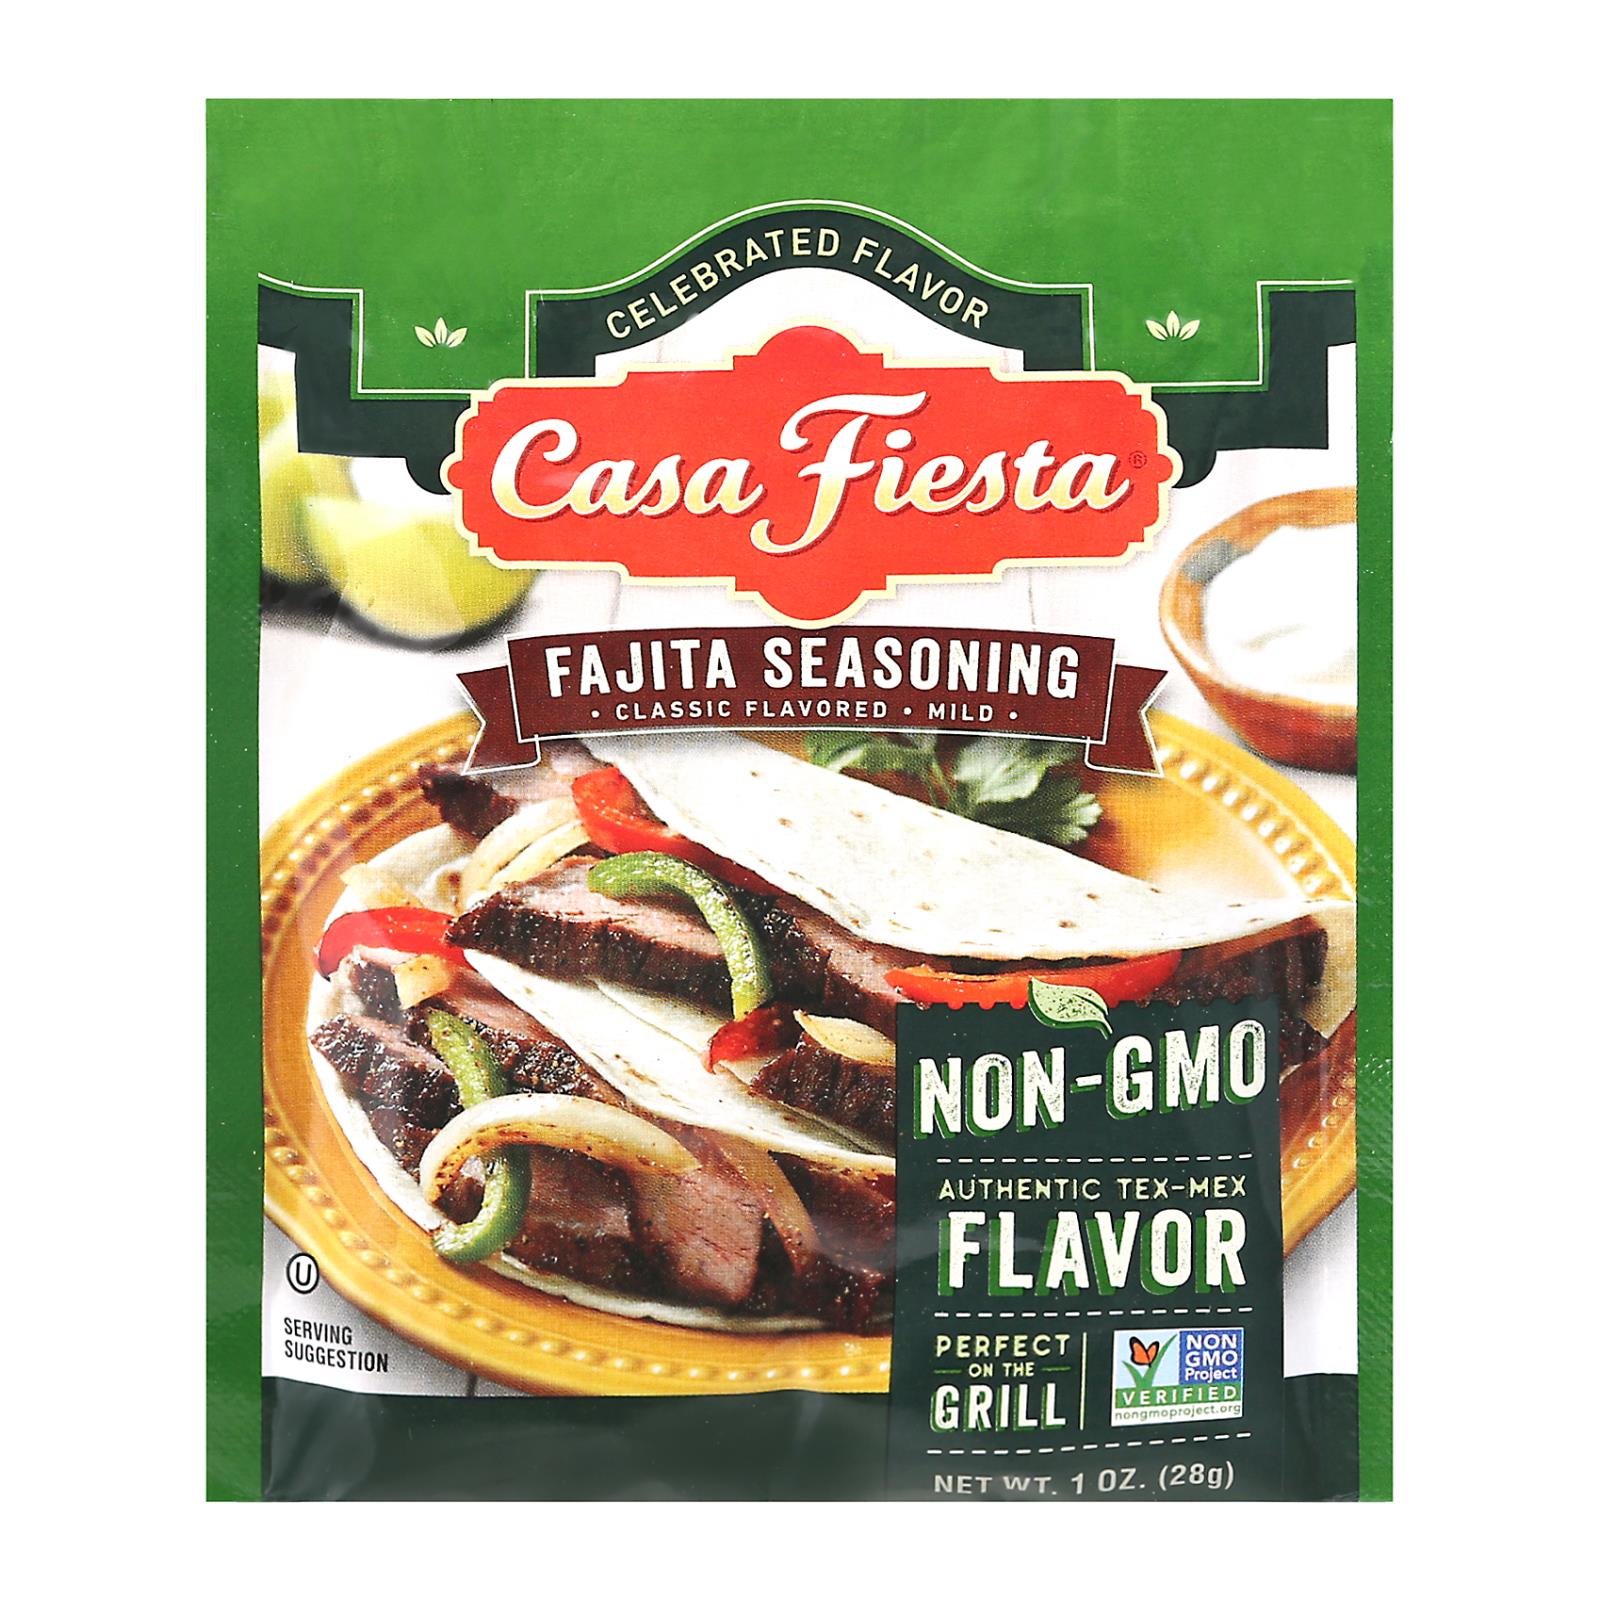 CELEBRATED FLAVOR
Casa Fiesta®
FAJITA SEASONING
• CLASSIC FLAVORED • MILD •
NON-GMO
AUTHENTIC TEX-MEX
FLAVOR
PERFECT
ON THE
GRILL
NON
GMO
Project
VERIFIED
nongmoproject.org
U
SERVING
SUGGESTION
NET WT. 1 OZ. (28g)